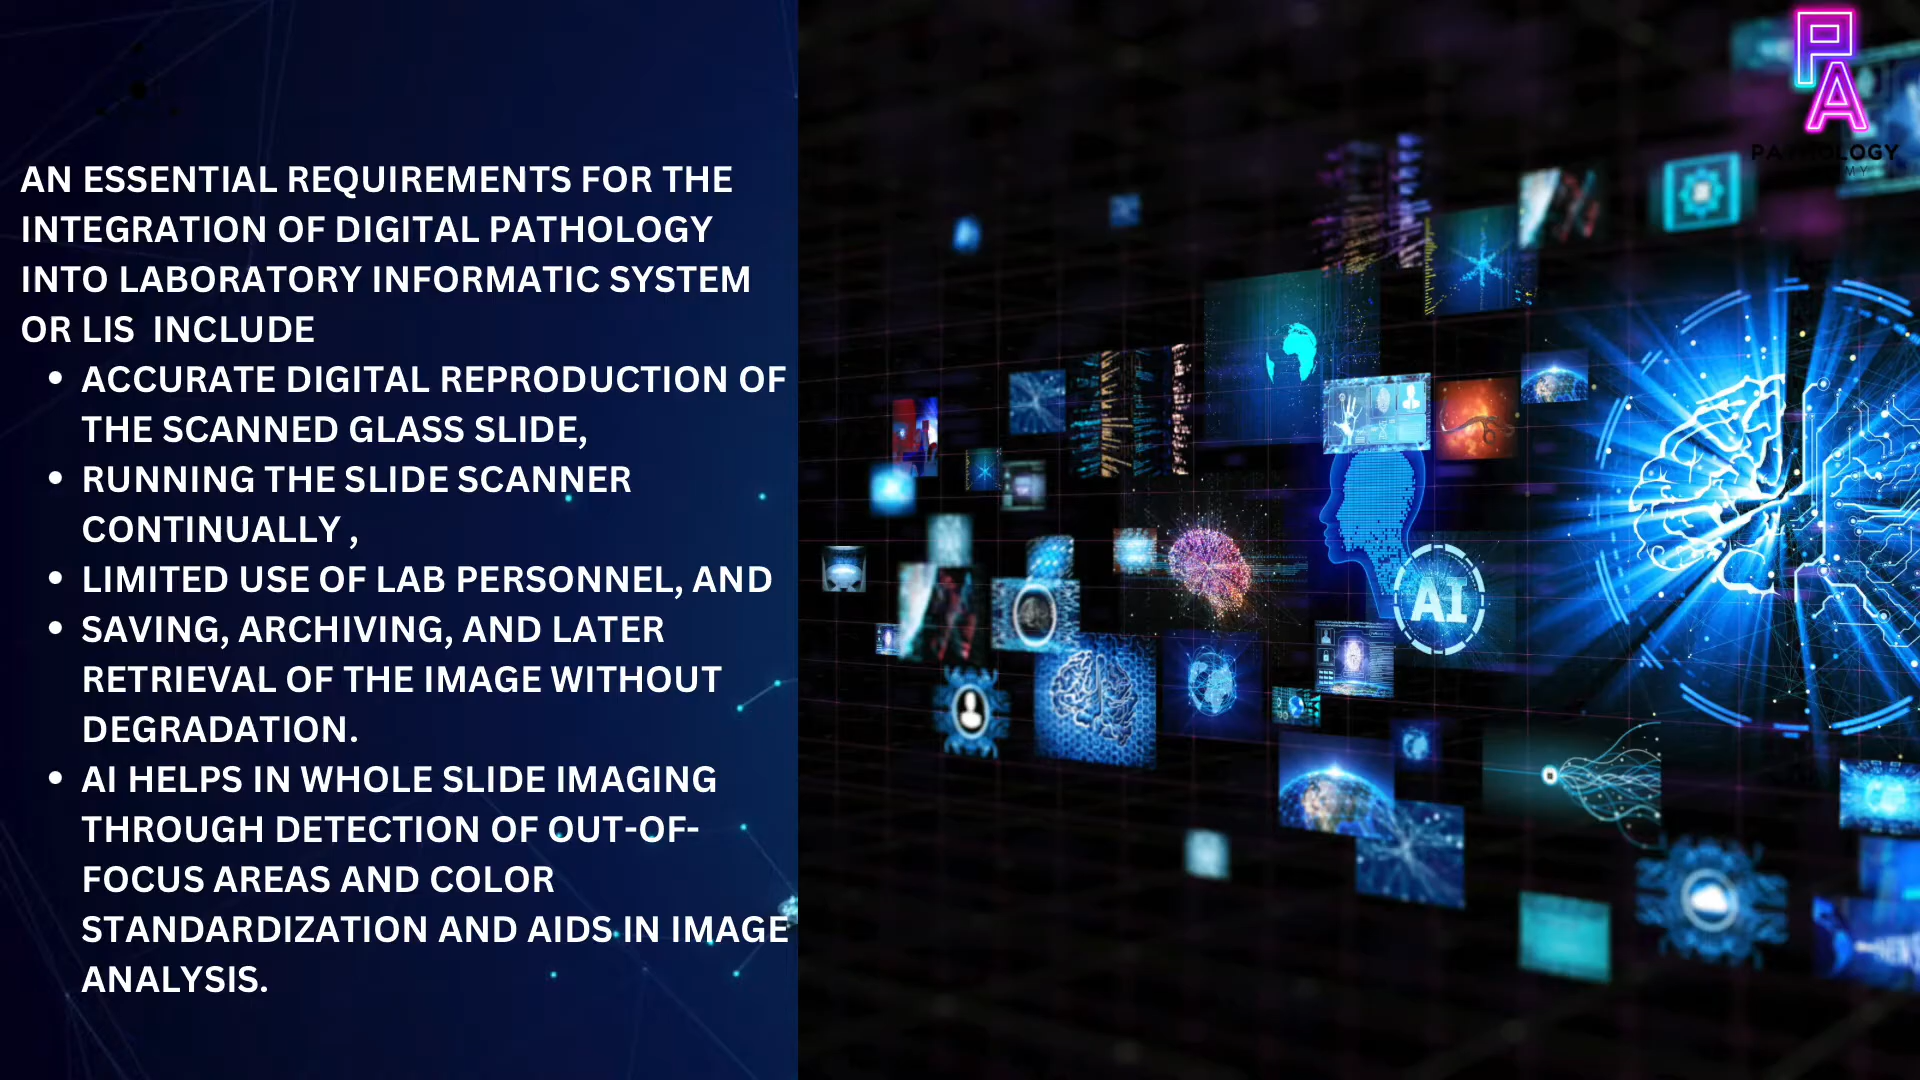 AN ESSENTIAL REQUIREMENTS FOR THE
INTEGRATION OF DIGITAL PATHOLOGY
INTO LABORATORY INFORMATIC SYSTEM
OR LIS INCLUDE
• ACCURATE DIGITAL REPRODUCTION OF
THE SCANNED GLASS SLIDE,
• RUNNING THE SLIDE SCANNER
CONTINUALLY ,
• LIMITED USE OF LAB PERSONNEL, AND
• SAVING, ARCHIVING, AND LATER
RETRIEVAL OF THE IMAGE WITHOUT
DEGRADATION.
• AI HELPS IN WHOLE SLIDE IMAGING
THROUGH DETECTION OF OUT-OF-
FOCUS AREAS AND COLOR
STANDARDIZATION AND AIDS IN IMAGE
ANALYSIS.
PA
PATHOLOGY
AI